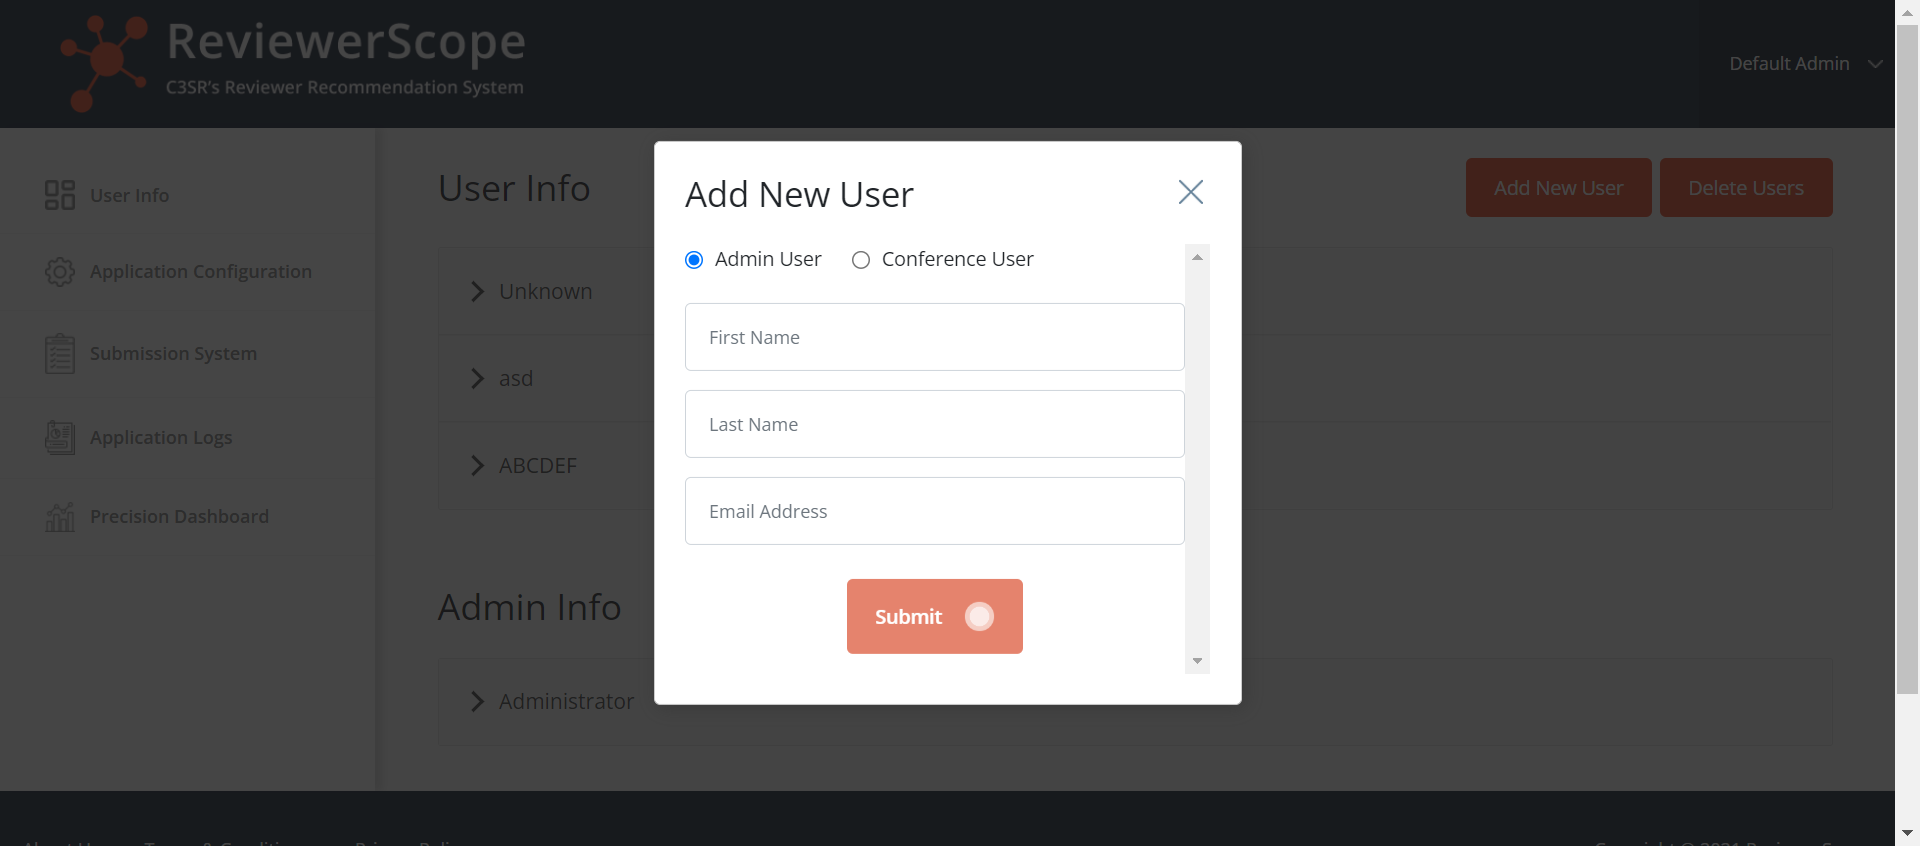 ReviewerScope
C3SR's Reviewer Recommendation System
Default Admin
User Info
Application Configuration
Submission System
Application Logs
Precision Dashboard
User Info
Add New User
Delete Users
Unknown
asd
ABCDEF
Admin Info
Administrator
Add New User
Admin User
Conference User
First Name
Last Name
Email Address
Submit